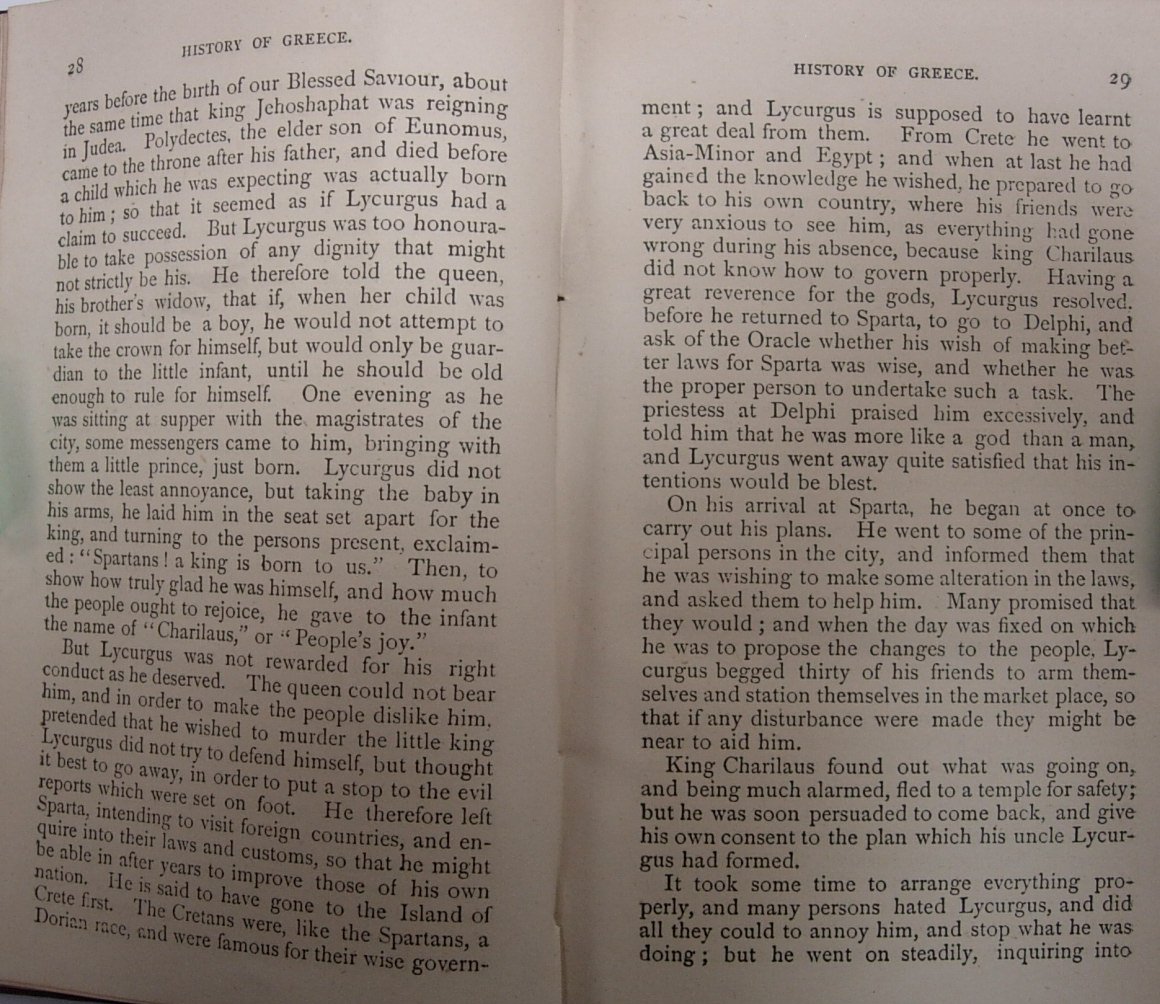 28
HISTORY OF GREECE.
years before the birth of our Blessed Saviour, about
the same time that king Jehoshaphat was reigning
in Judea. Polydectes, the elder son of Eunomus,
came to the throne after his father, and died before
a child which he was expecting was actually born
to him; so that it seemed as if Lycurgus had a
claim to succeed. But Lycurgus was too honoura-
ble to take possession of any dignity that might
not strictly be his. He therefore told the queen,
his brother's widow, that if, when her child was
born, it should be a boy, he would not attempt to
take the crown for himself, but would only be guar-
dian to the little infant, until he should be old
enough to rule for himself. One evening as he
was sitting at supper with the magistrates of the
city, some messengers came to him, bringing with
them a little prince, just born. Lycurgus did not
show the least annoyance, but taking the baby in
his arms, he laid him in the seat set apart for the
king, and turning to the persons present, exclaim-
ed: "Spartans! a king is born to us." Then, to
show how truly glad he was himself, and how much
the people ought to rejoice, he gave to the infant
the name of "Charilaus," or "People's joy."
But Lycurgus was not rewarded for his right
conduct as he deserved. The queen could not bear
him, and in order to make the people dislike him,
pretended that he wished to murder the little king
Lycurgus did not try to defend himself, but thought
it best to go away, in order to put a stop to the evil
reports which were set on foot. He therefore left
Sparta, intending to visit foreign countries, and en-
quire into their laws and customs, so that he might
be able in after years to improve those of his own
nation. He is said to have gone to the Island of
Crete first. The Cretans were, like the Spartans, a
Dorian race, and were famous for their wise govern-
HISTORY OF GREECE.
29
ment; and Lycurgus is supposed to have learnt
a great deal from them. From Crete he went to
Asia-Minor and Egypt; and when at last he had
gained the knowledge he wished, he prepared to go
back to his own country, where his friends were
very anxious to see him, as everything had gone
wrong during his absence, because king Charilaus
did not know how to govern properly. Having a
great reverence for the gods, Lycurgus resolved,
before he returned to Sparta, to go to Delphi, and
ask of the Oracle whether his wish of making bet-
ter laws for Sparta was wise, and whether he was
the proper person to undertake such a task. The
priestess at Delphi praised him excessively, and
told him that he was more like a god than a man,
and Lycurgus went away quite satisfied that his in-
tentions would be blest.
On his arrival at Sparta, he began at once to
carry out his plans. He went to some of the prin-
cipal persons in the city, and informed them that
he was wishing to make some alteration in the laws,
and asked them to help him. Many promised that
they would; and when the day was fixed on which
he was to propose the changes to the people, Ly-
curgus begged thirty of his friends to arm them-
selves and station themselves in the market place, so
that if any disturbance were made they might be
near to aid him.
King Charilaus found out what was going on,
and being much alarmed, fled to a temple for safety;
but he was soon persuaded to come back, and give
his own consent to the plan which his uncle Lycur-
gus had formed.
It took some time to arrange everything pro-
perly, and many persons hated Lycurgus, and did
all they could to annoy him, and stop what he was
doing; but he went on steadily, inquiring into